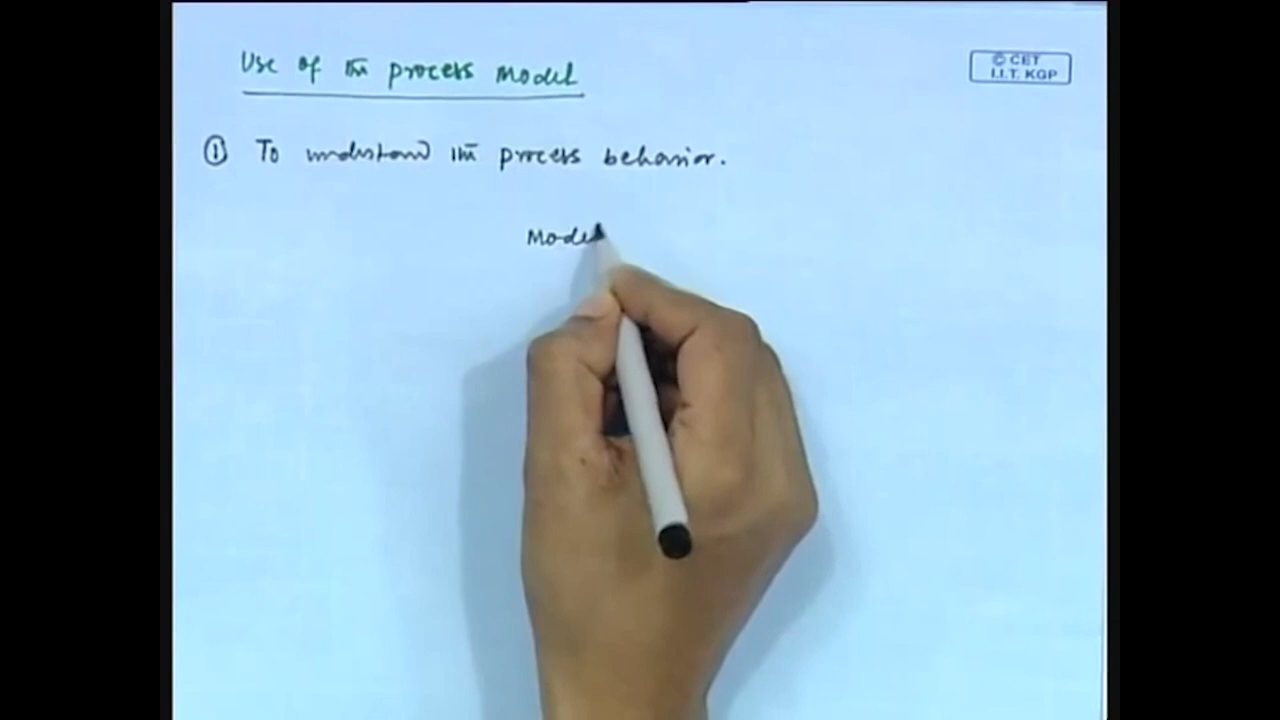 Use of the process model
© CET
I.I.T. KGP
① To understand the process behavior.
Model